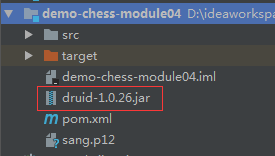 demo-chess-module04 D:\ideaworkspa
src
target
demo-chess-module04.iml
druid-1.0.26.jar
pom.xml
sang.p12